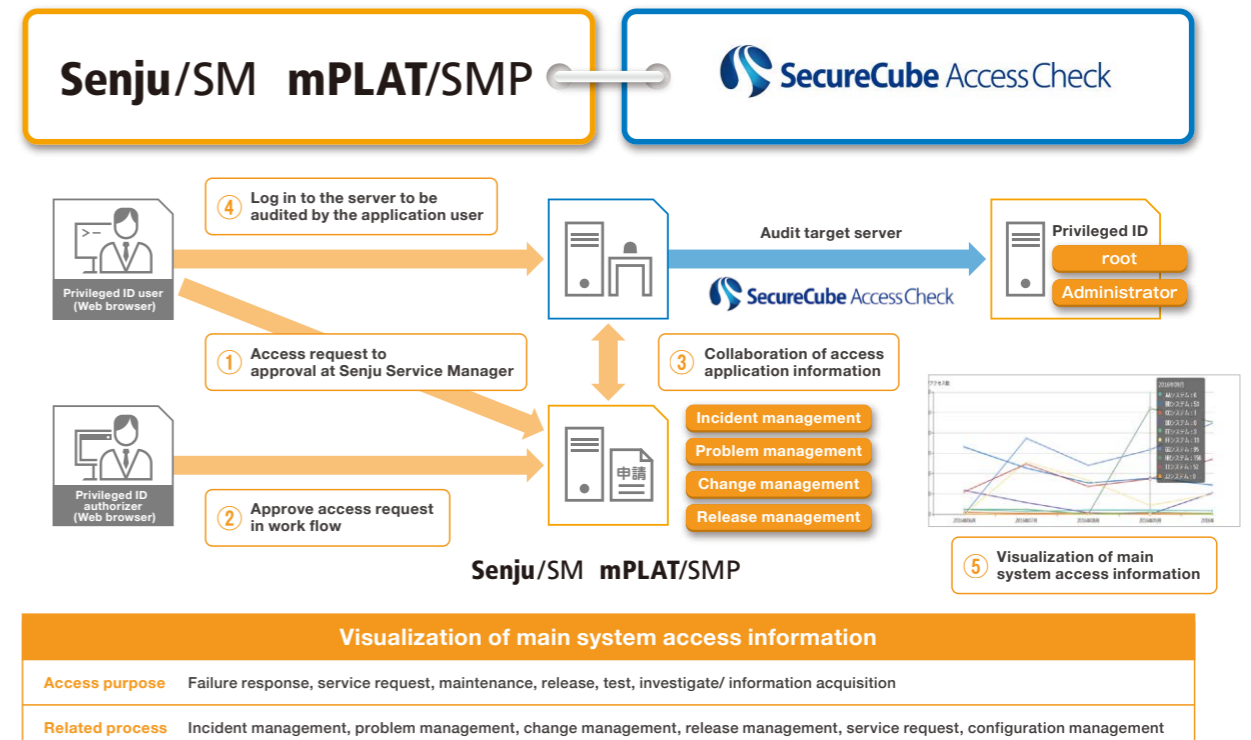 Senju/SM mPLAT/SMP
SecureCube Access Check
④ Log in to the server to be
audited by the application user
Privileged ID user
(Web browser)
Audit target server
SecureCube Access Check
Privileged ID
root
Administrator
① Access request to
approval at Senju Service Manager
③ Collaboration of access
application information
Privileged ID
authorizer
(Web browser)
② Approve access request
in work flow
申請
Incident management
Problem management
Change management
Release management
Senju/SM mPLAT/SMP
⑤ Visualization of main
system access information
Visualization of main system access information
Access purpose Failure response, service request, maintenance, release, test, investigate/ information acquisition
Related process Incident management, problem management, change management, release management, service request, configuration management